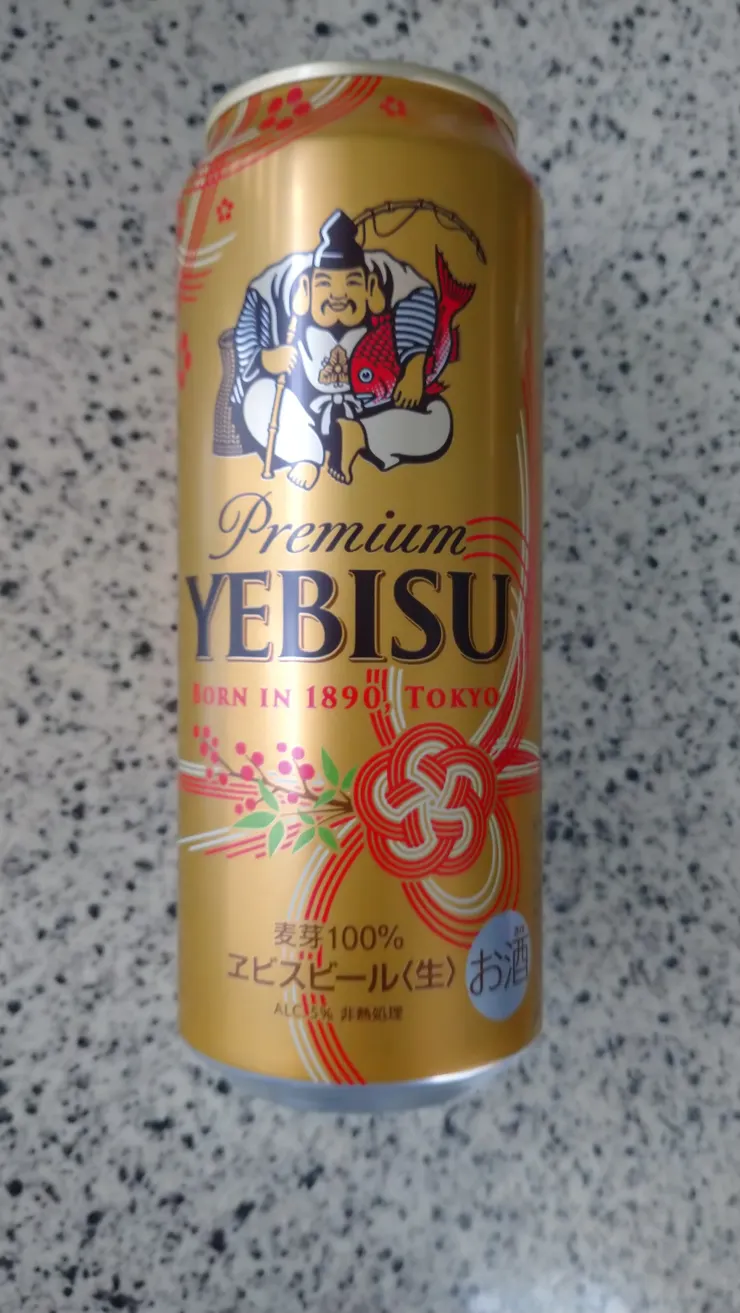 Premium
YEBISU
BORN IN 1890, TOKYO
麦芽100%
ヱビスビール〈生〉
ALC.5% 非熱処理
お酒